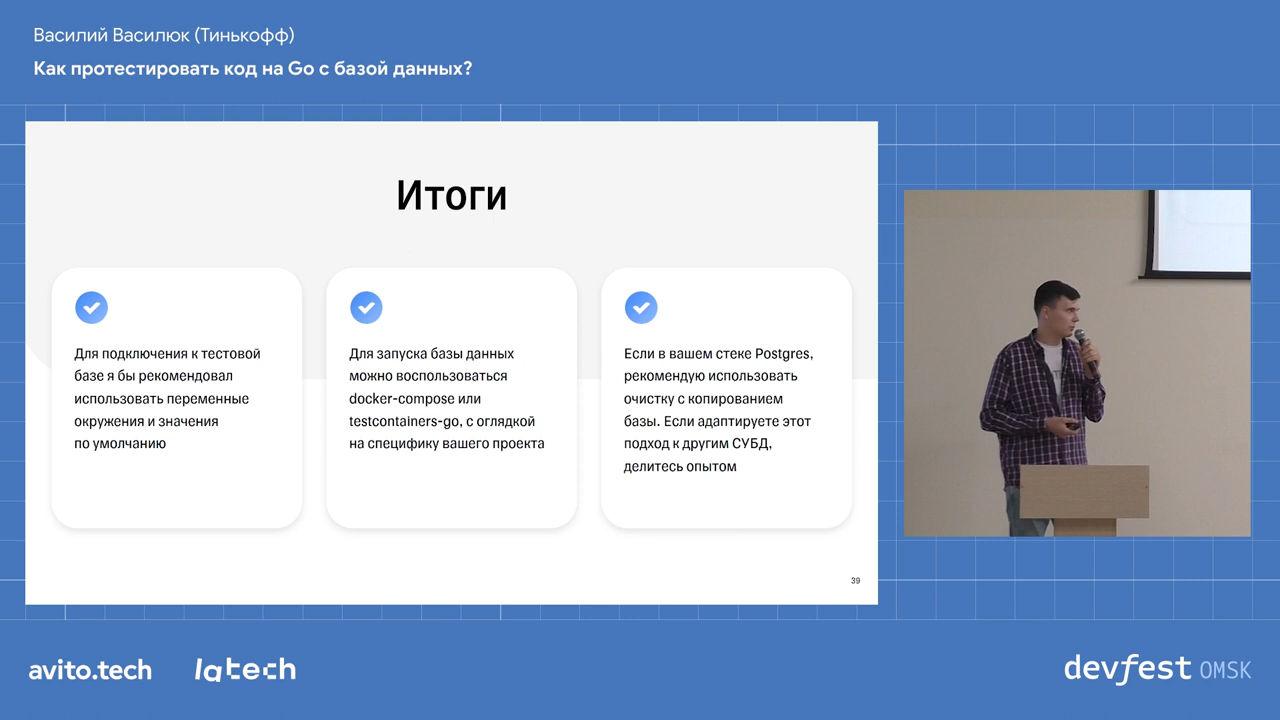 Василий Василюк (Тинькофф)
Как протестировать код на Go с базой данных?
Итоги
Для подключения к тестовой
базе я бы рекомендовал
использовать переменные
окружения и значения
по умолчанию
Для запуска базы данных
можно воспользоваться
docker-compose или
testcontainers-go, с оглядкой
на специфику вашего проекта
Если в вашем стеке Postgres,
рекомендую использовать
очистку с копированием
базы. Если адаптируете этот
подход к другим СУБД,
делитесь опытом
39
avito.tech
latech
devfest OMSK